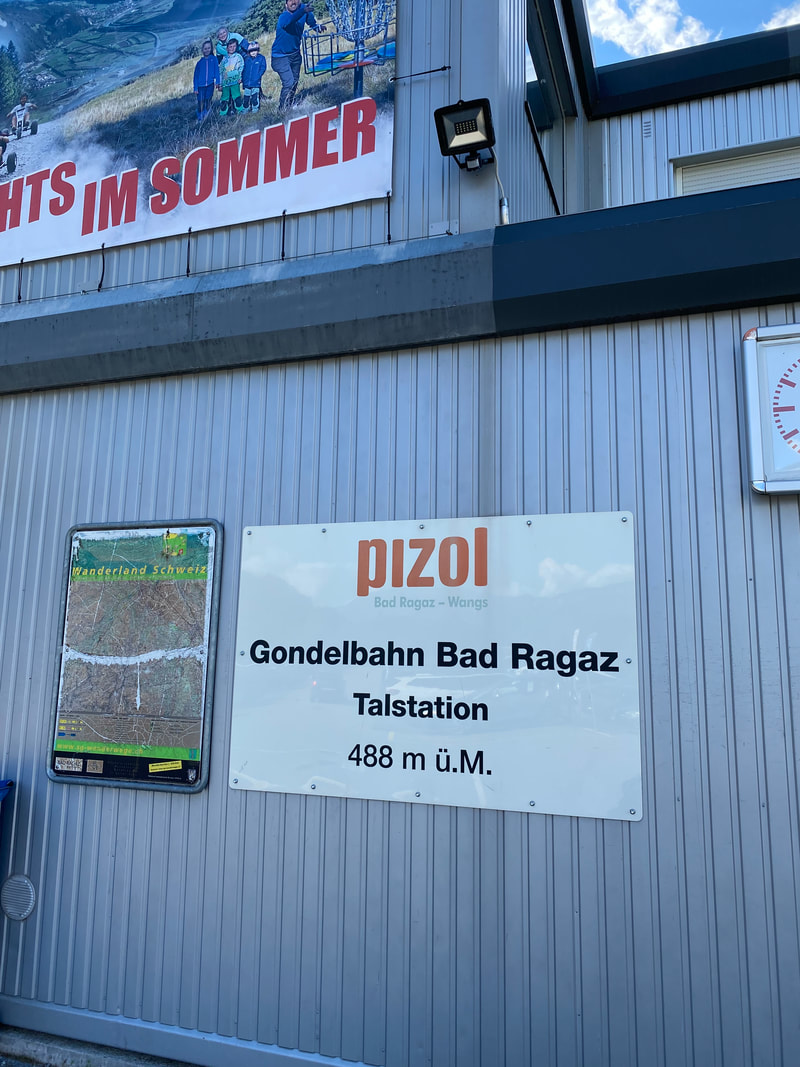 HTS IM SOMMER
Wanderland Schweiz
pizol
Bad Ragaz – Wangs
Gondelbahn Bad Ragaz
Talstation
488 m ü.M.